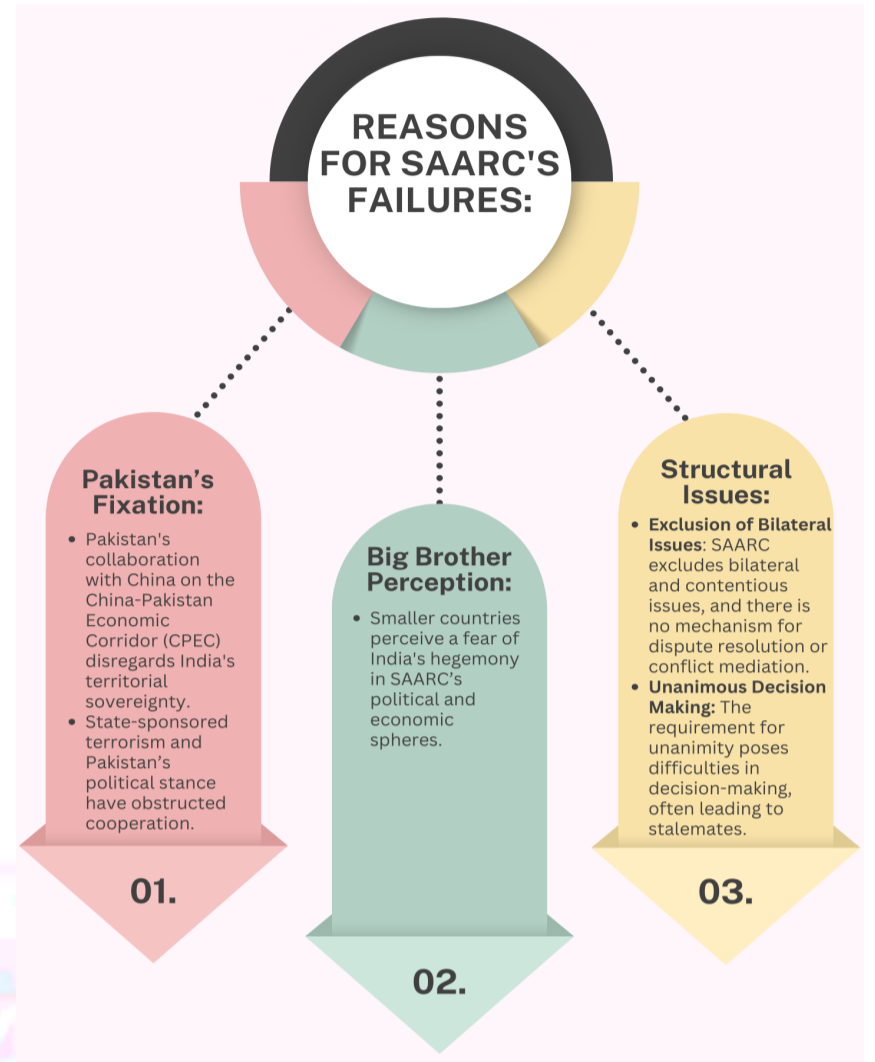 REASONS
FOR SAARC'S
FAILURES:
Pakistan’s
Fixation:
• Pakistan's
collaboration
with China on the
China-Pakistan
Economic
Corridor (CPEC)
disregards India's
territorial
sovereignty.
• State-sponsored
terrorism and
Pakistan’s
political stance
have obstructed
cooperation.
01.
Big Brother
Perception:
• Smaller countries
perceive a fear of
India's hegemony
in SAARC’s
political and
economic
spheres.
02.
Structural
Issues:
• Exclusion of Bilateral
Issues: SAARC
excludes bilateral
and contentious
issues, and there is
no mechanism for
dispute resolution or
conflict mediation.
• Unanimous Decision
Making: The
requirement for
unanimity poses
difficulties in
decision-making,
often leading to
stalemates.
03.